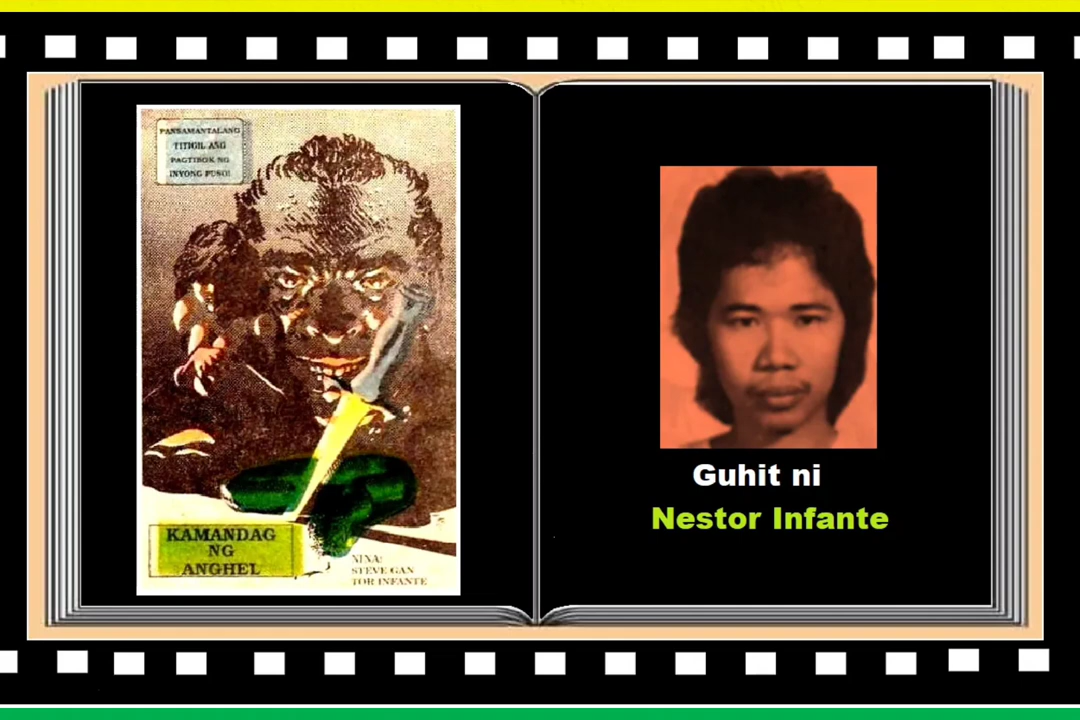 PANSAMANTALANG
TITIGIL ANG
PAGTIBOK NG
INYONG PUSO!
KAMANDAG
NG
ANGHEL
NINA:
STEVE GAN
TOR INFANTE
Guhit ni
Nestor Infante